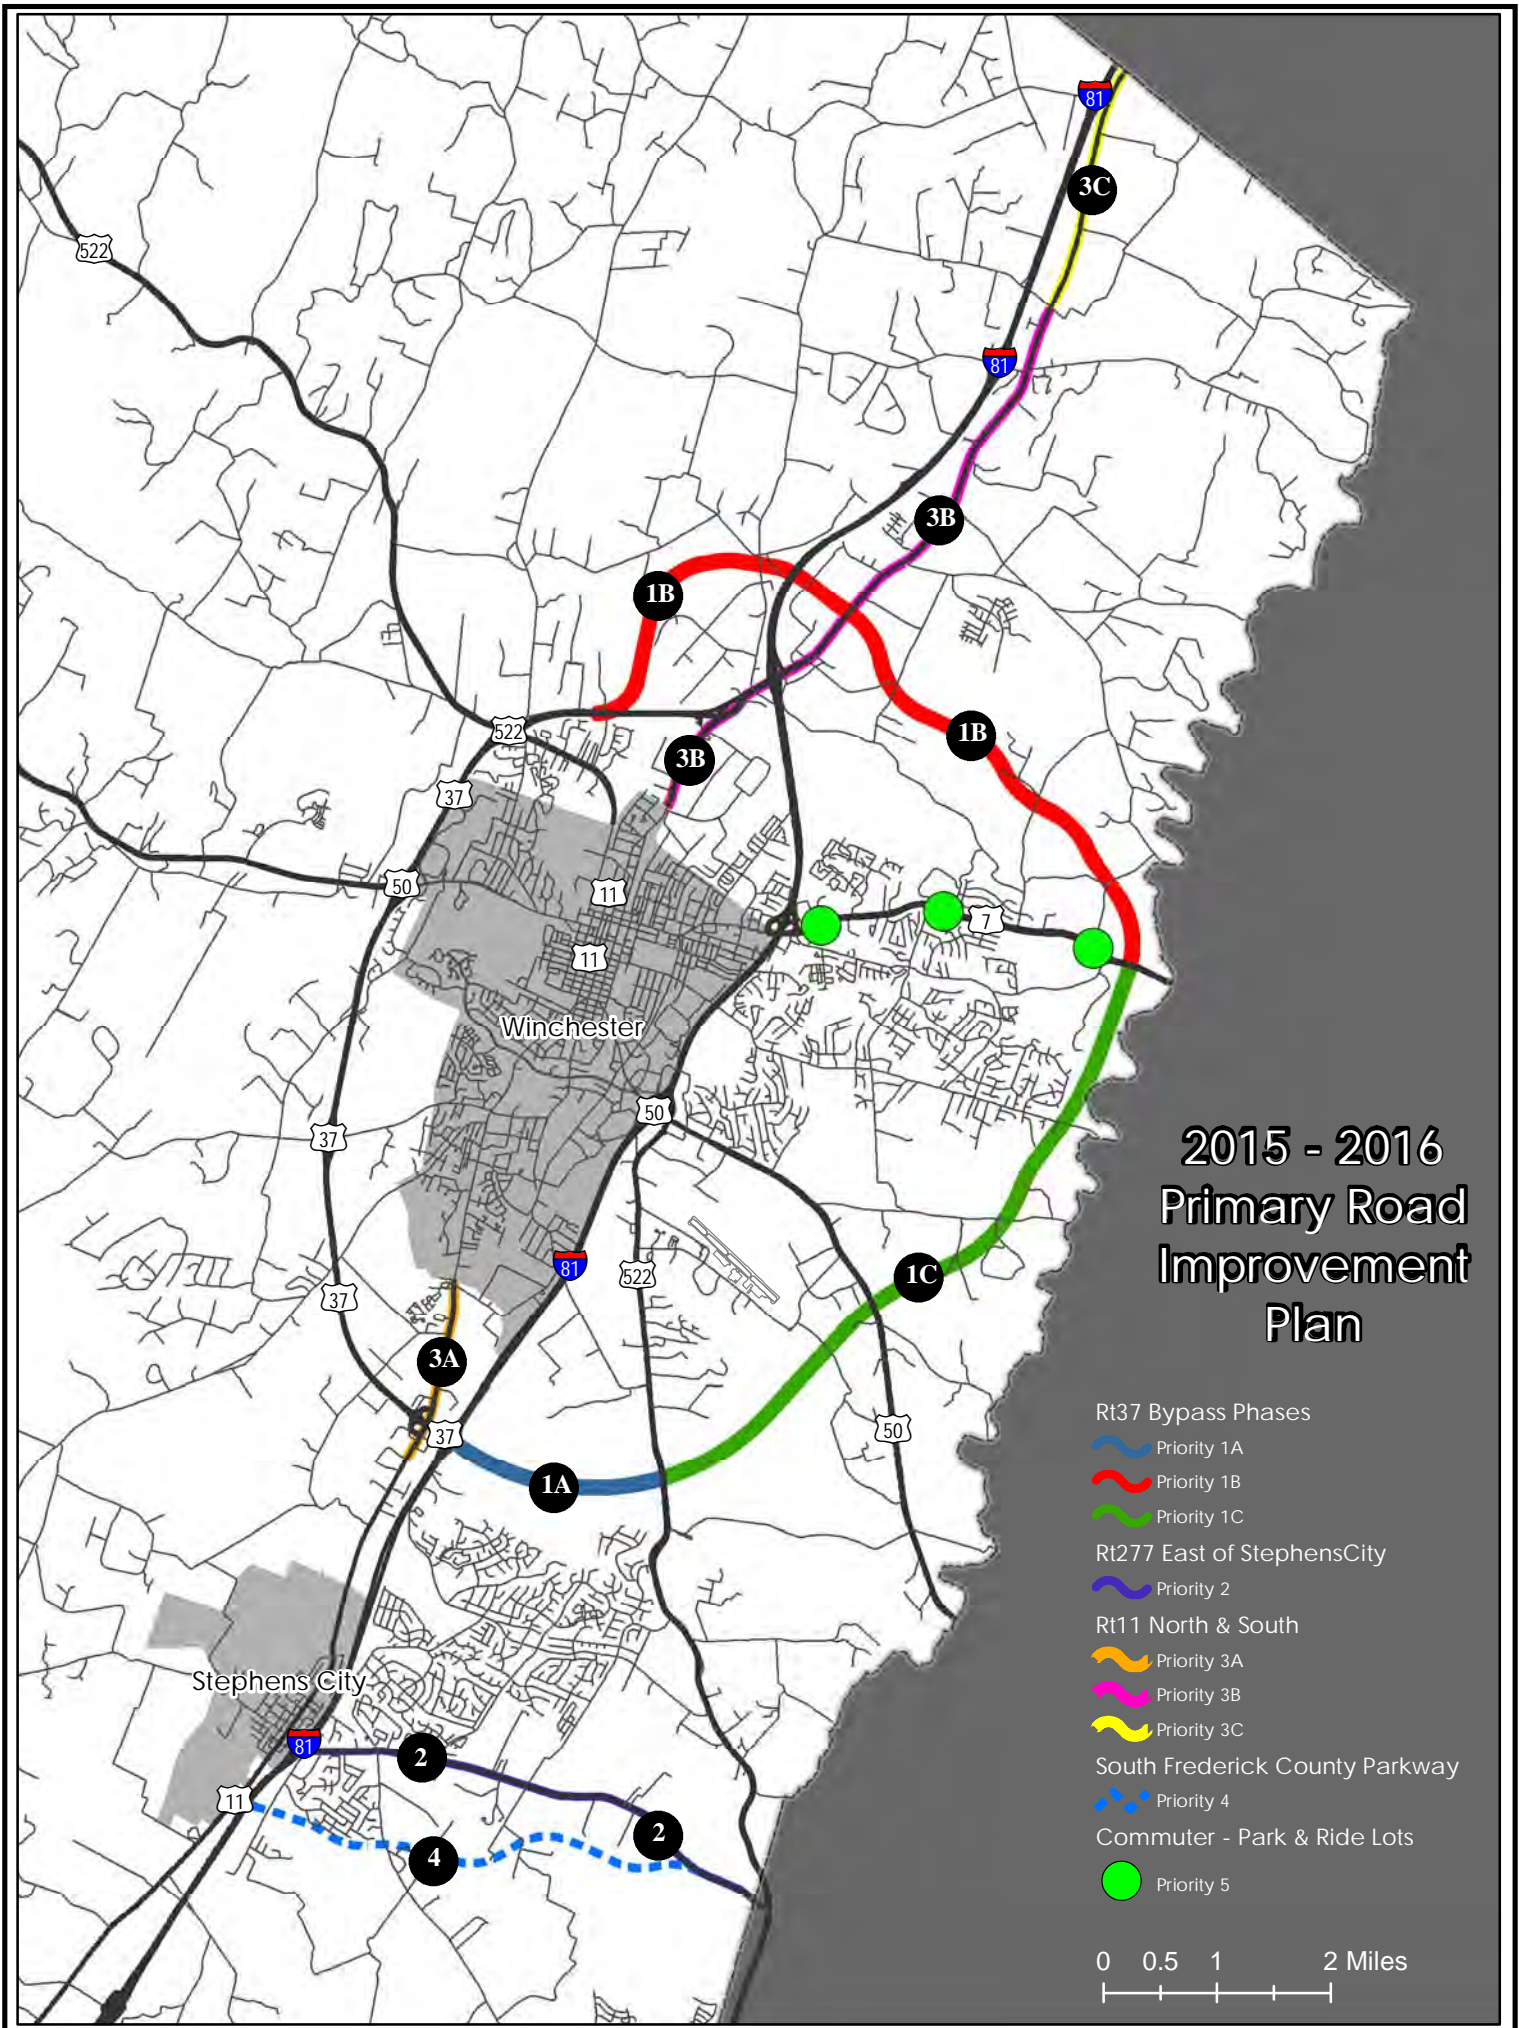 81
3C
522
81
3B
1B
522
1B
3B
37
50
11
7
11
Winchester
50
37
81
522
1C
37
3A
50
37
1A
Stephens City
81
2
11
2
4
2015 - 2016
Primary Road
Improvement
Plan
Rt37 Bypass Phases
Priority 1A
Priority 1B
Priority 1C
Rt277 East of StephensCity
Priority 2
Rt11 North & South
Priority 3A
Priority 3B
Priority 3C
South Frederick County Parkway
Priority 4
Commuter - Park & Ride Lots
Priority 5
0 0.5 1 2 Miles